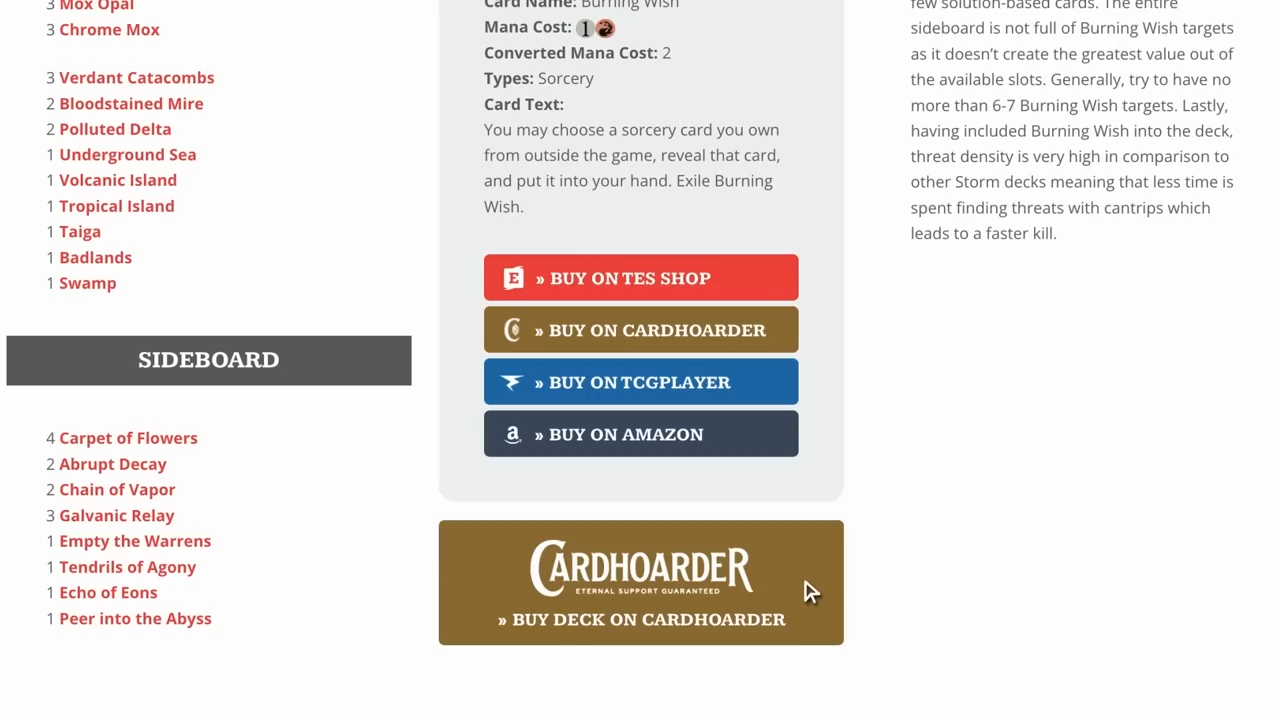 3 Mox Opal
3 Chrome Mox
3 Verdant Catacombs
2 Bloodstained Mire
2 Polluted Delta
1 Underground Sea
1 Volcanic Island
1 Tropical Island
1 Taiga
1 Badlands
1 Swamp
SIDEBOARD
4 Carpet of Flowers
2 Abrupt Decay
2 Chain of Vapor
3 Galvanic Relay
1 Empty the Warrens
1 Tendrils of Agony
1 Echo of Eons
1 Peer into the Abyss
Card Name: Burning Wish
Mana Cost: 1
Converted Mana Cost: 2
Types: Sorcery
Card Text:
You may choose a sorcery card you own
from outside the game, reveal that card,
and put it into your hand. Exile Burning
Wish.
E » BUY ON TES SHOP
C » BUY ON CARDHOARDER
» BUY ON TCGPLAYER
a » BUY ON AMAZON
CARDHOARDER
ETERNAL SUPPORT GUARANTEED
» BUY DECK ON CARDHOARDER
few solution-based cards. The entire
sideboard is not full of Burning Wish targets
as it doesn’t create the greatest value out of
the available slots. Generally, try to have no
more than 6-7 Burning Wish targets. Lastly,
having included Burning Wish into the deck,
threat density is very high in comparison to
other Storm decks meaning that less time is
spent finding threats with cantrips which
leads to a faster kill.